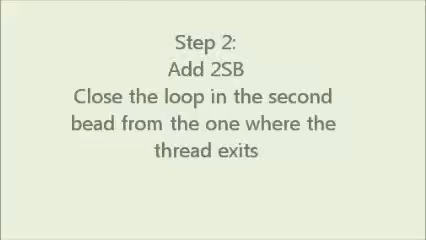 Step 2:
Add 2SB
Close the loop in the second
bead from the one where the
thread exits